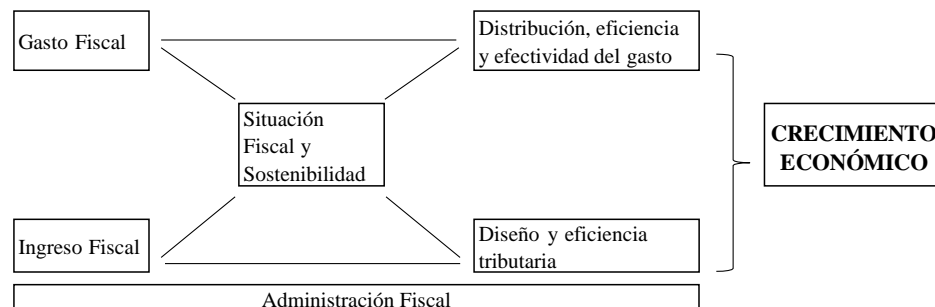 Gasto Fiscal
Distribución, eficiencia
y efectividad del gasto
Situación
Fiscal y
Sostenibilidad
CRECIMIENTO
ECONÓMICO
Ingreso Fiscal
Diseño y eficiencia
tributaria
Administración Fiscal